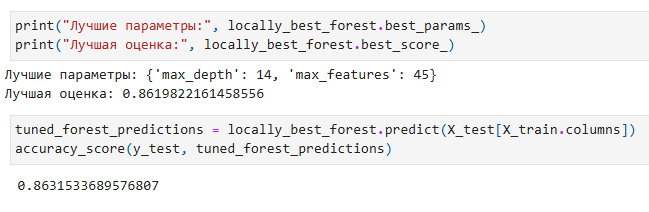 print("Лучшие параметры:", locally_best_forest.best_params_)
print("Лучшая оценка:", locally_best_forest.best_score_)
Лучшие параметры: {'max_depth': 14, 'max_features': 45}
Лучшая оценка: 0.8619822161458556
tuned_forest_predictions = locally_best_forest.predict(X_test[X_train.columns])
accuracy_score(y_test, tuned_forest_predictions)
0.8631533689576807